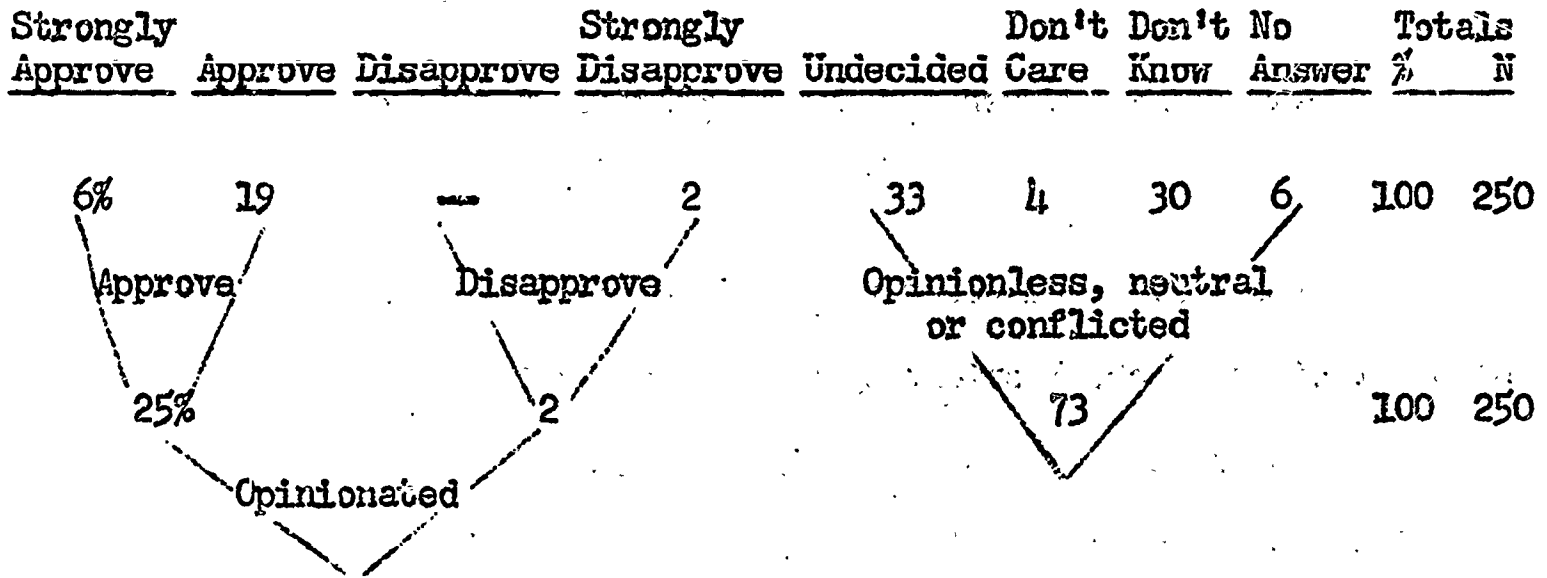 Strongly Strongly Don't Don't No Totals
Approve Approve Disapprove Disapprove Undecided Care Know Answer % N
6% 19 -- 2 33 4 30 6 100 250
Approve Disapprove Opinionless, neutral
or conflicted
25% 2 73 100 250
Opinionated